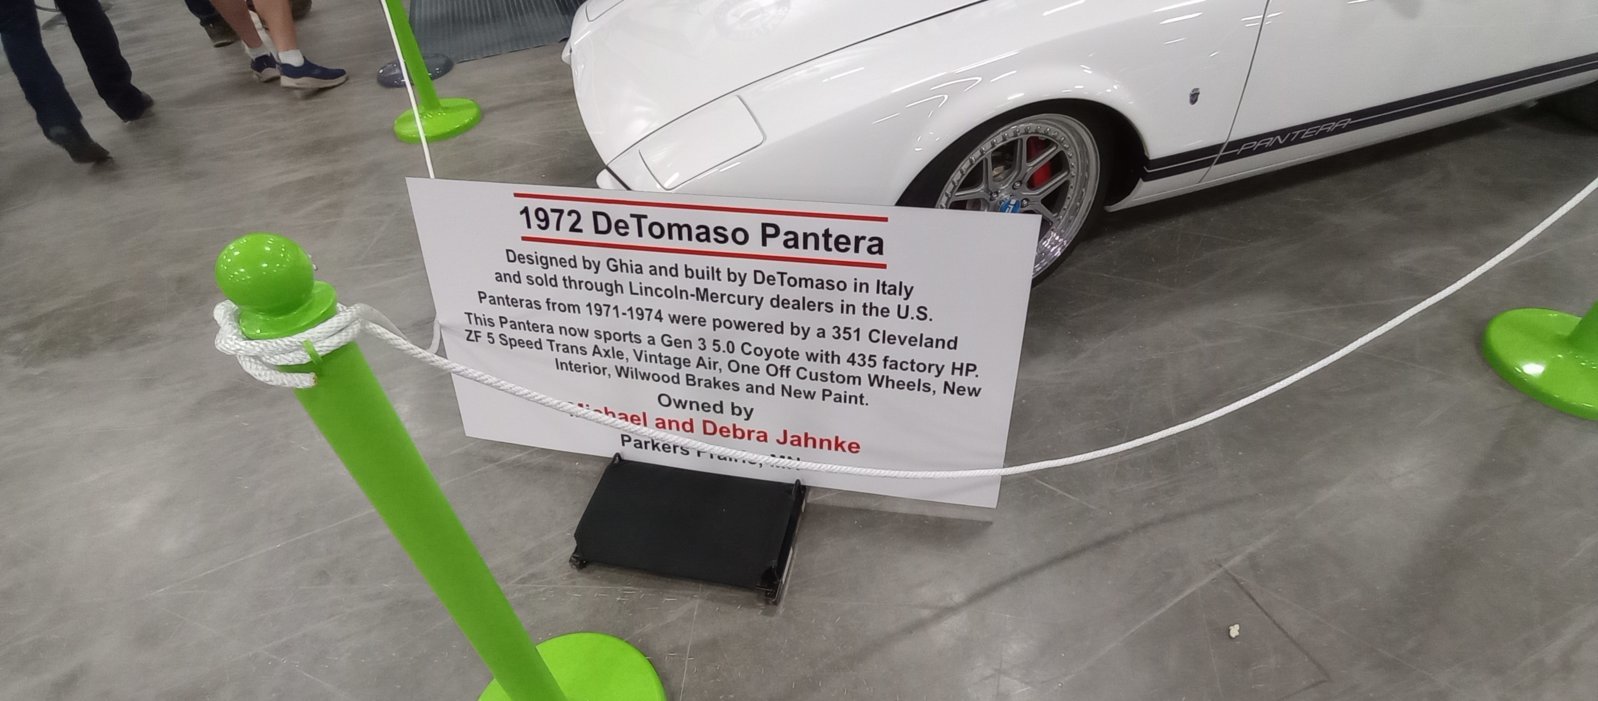 1972 DeTomaso Pantera
Designed by Ghia and built by DeTomaso in Italy
and sold through Lincoln-Mercury dealers in the U.S.
Panteras from 1971-1974 were powered by a 351 Cleveland
This Pantera now sports a Gen 3 5.0 Coyote with 435 factory HP.
ZF 5 Speed Trans Axle, Vintage Air, One Off Custom Wheels, New
Interior, Wilwood Brakes and New Paint.
Owned by
Michael and Debra Jahnke
Parkers Prairie, MN
PANTERA